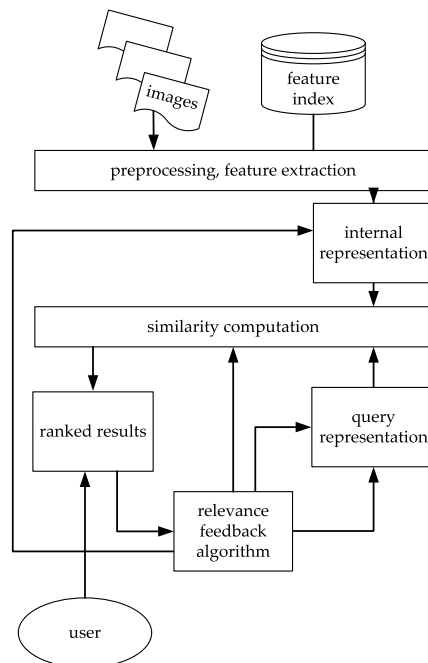 images
feature
index
preprocessing, feature extraction
internal
representation
similarity computation
ranked results
query
representation
relevance
feedback
algorithm
user